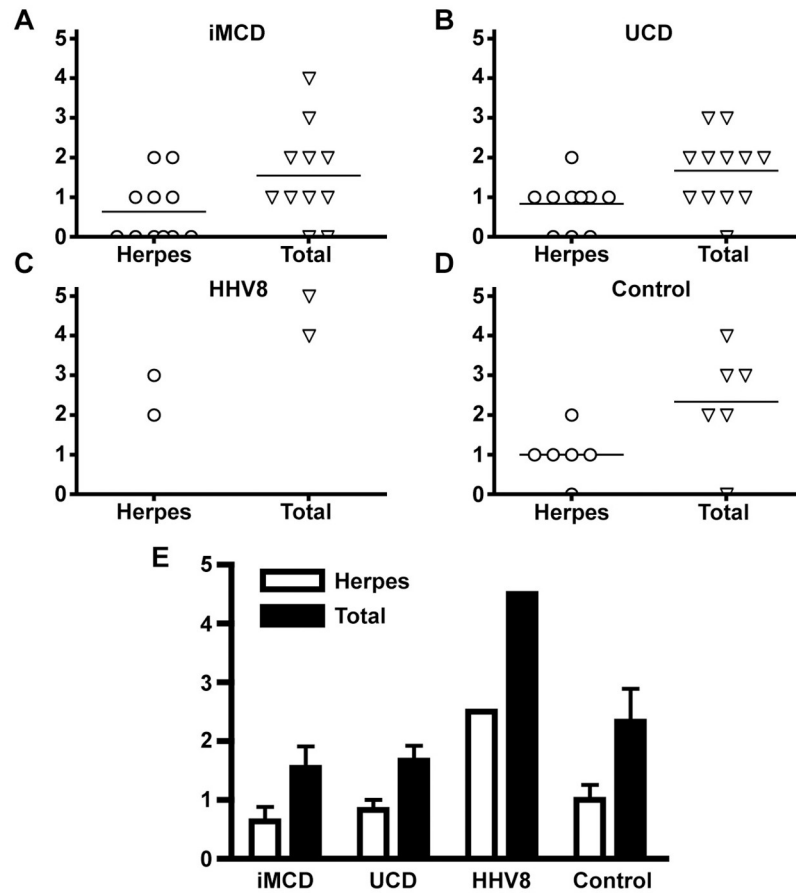 A
iMCD
5
4
3
2
1
0
Herpes
Total
B
UCD
5
4
3
2
1
0
Herpes
Total
C
HHV8
5
4
3
2
1
0
Herpes
Total
D
Control
5
4
3
2
1
0
Herpes
Total
E
Herpes
Total
5
4
3
2
1
0
iMCD
UCD
HHV8
Control